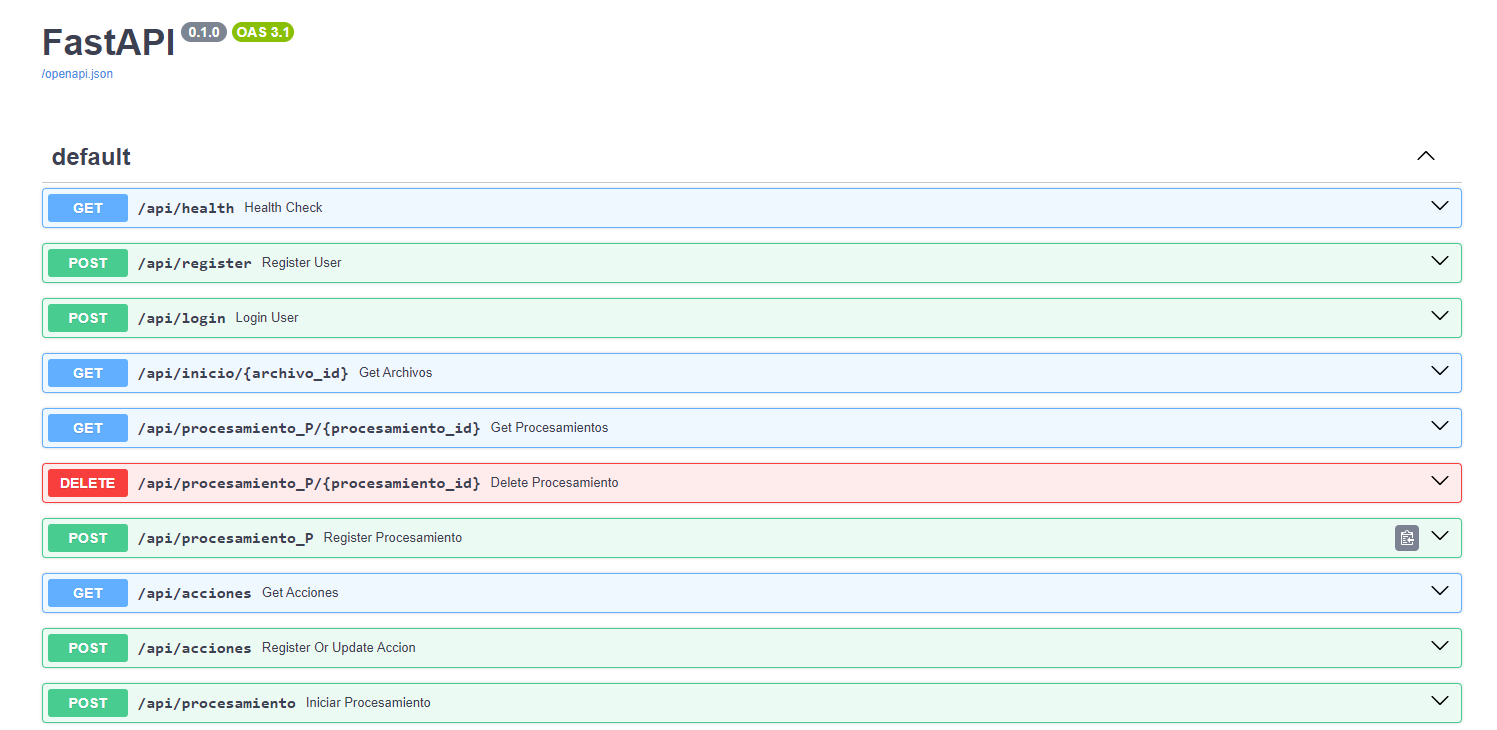 FastAPI 0.1.0 OAS 3.1
/openapi.json
default
GET /api/health Health Check
POST /api/register Register User
POST /api/login Login User
GET /api/inicio/{archivo_id} Get Archivos
GET /api/procesamiento_P/{procesamiento_id} Get Procesamientos
DELETE /api/procesamiento_P/{procesamiento_id} Delete Procesamiento
POST /api/procesamiento_P Register Procesamiento
GET /api/acciones Get Acciones
POST /api/acciones Register Or Update Accion
POST /api/procesamiento Iniciar Procesamiento